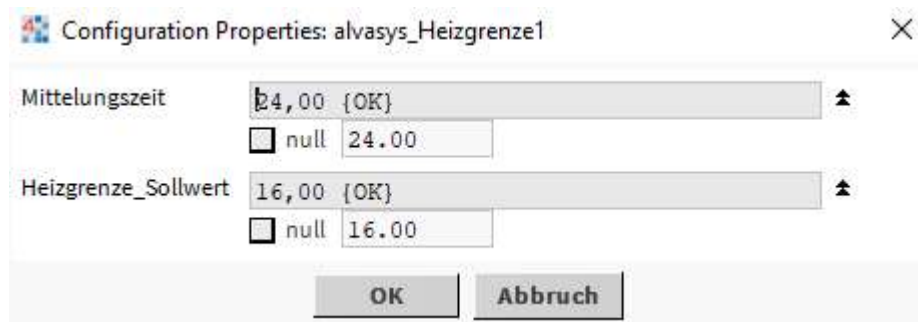 Configuration Properties: alvasys_Heizgrenze1
Mittelungszeit 24,00 {OK}
null 24.00
Heizgrenze_Sollwert 16,00 {OK}
null 16.00
OK Abbruch